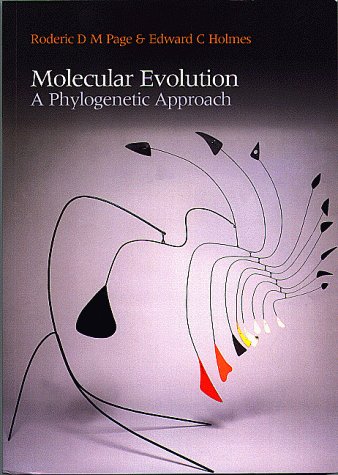 Roderic D M Page & Edward C Holmes
Molecular Evolution
A Phylogenetic Approach